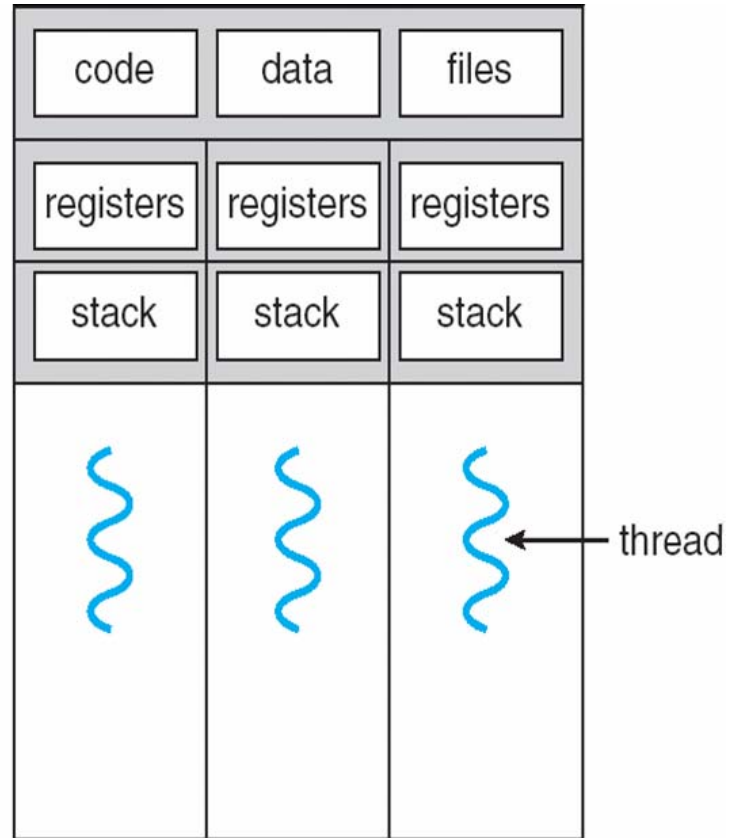 code data files
registers registers registers
stack stack stack
thread